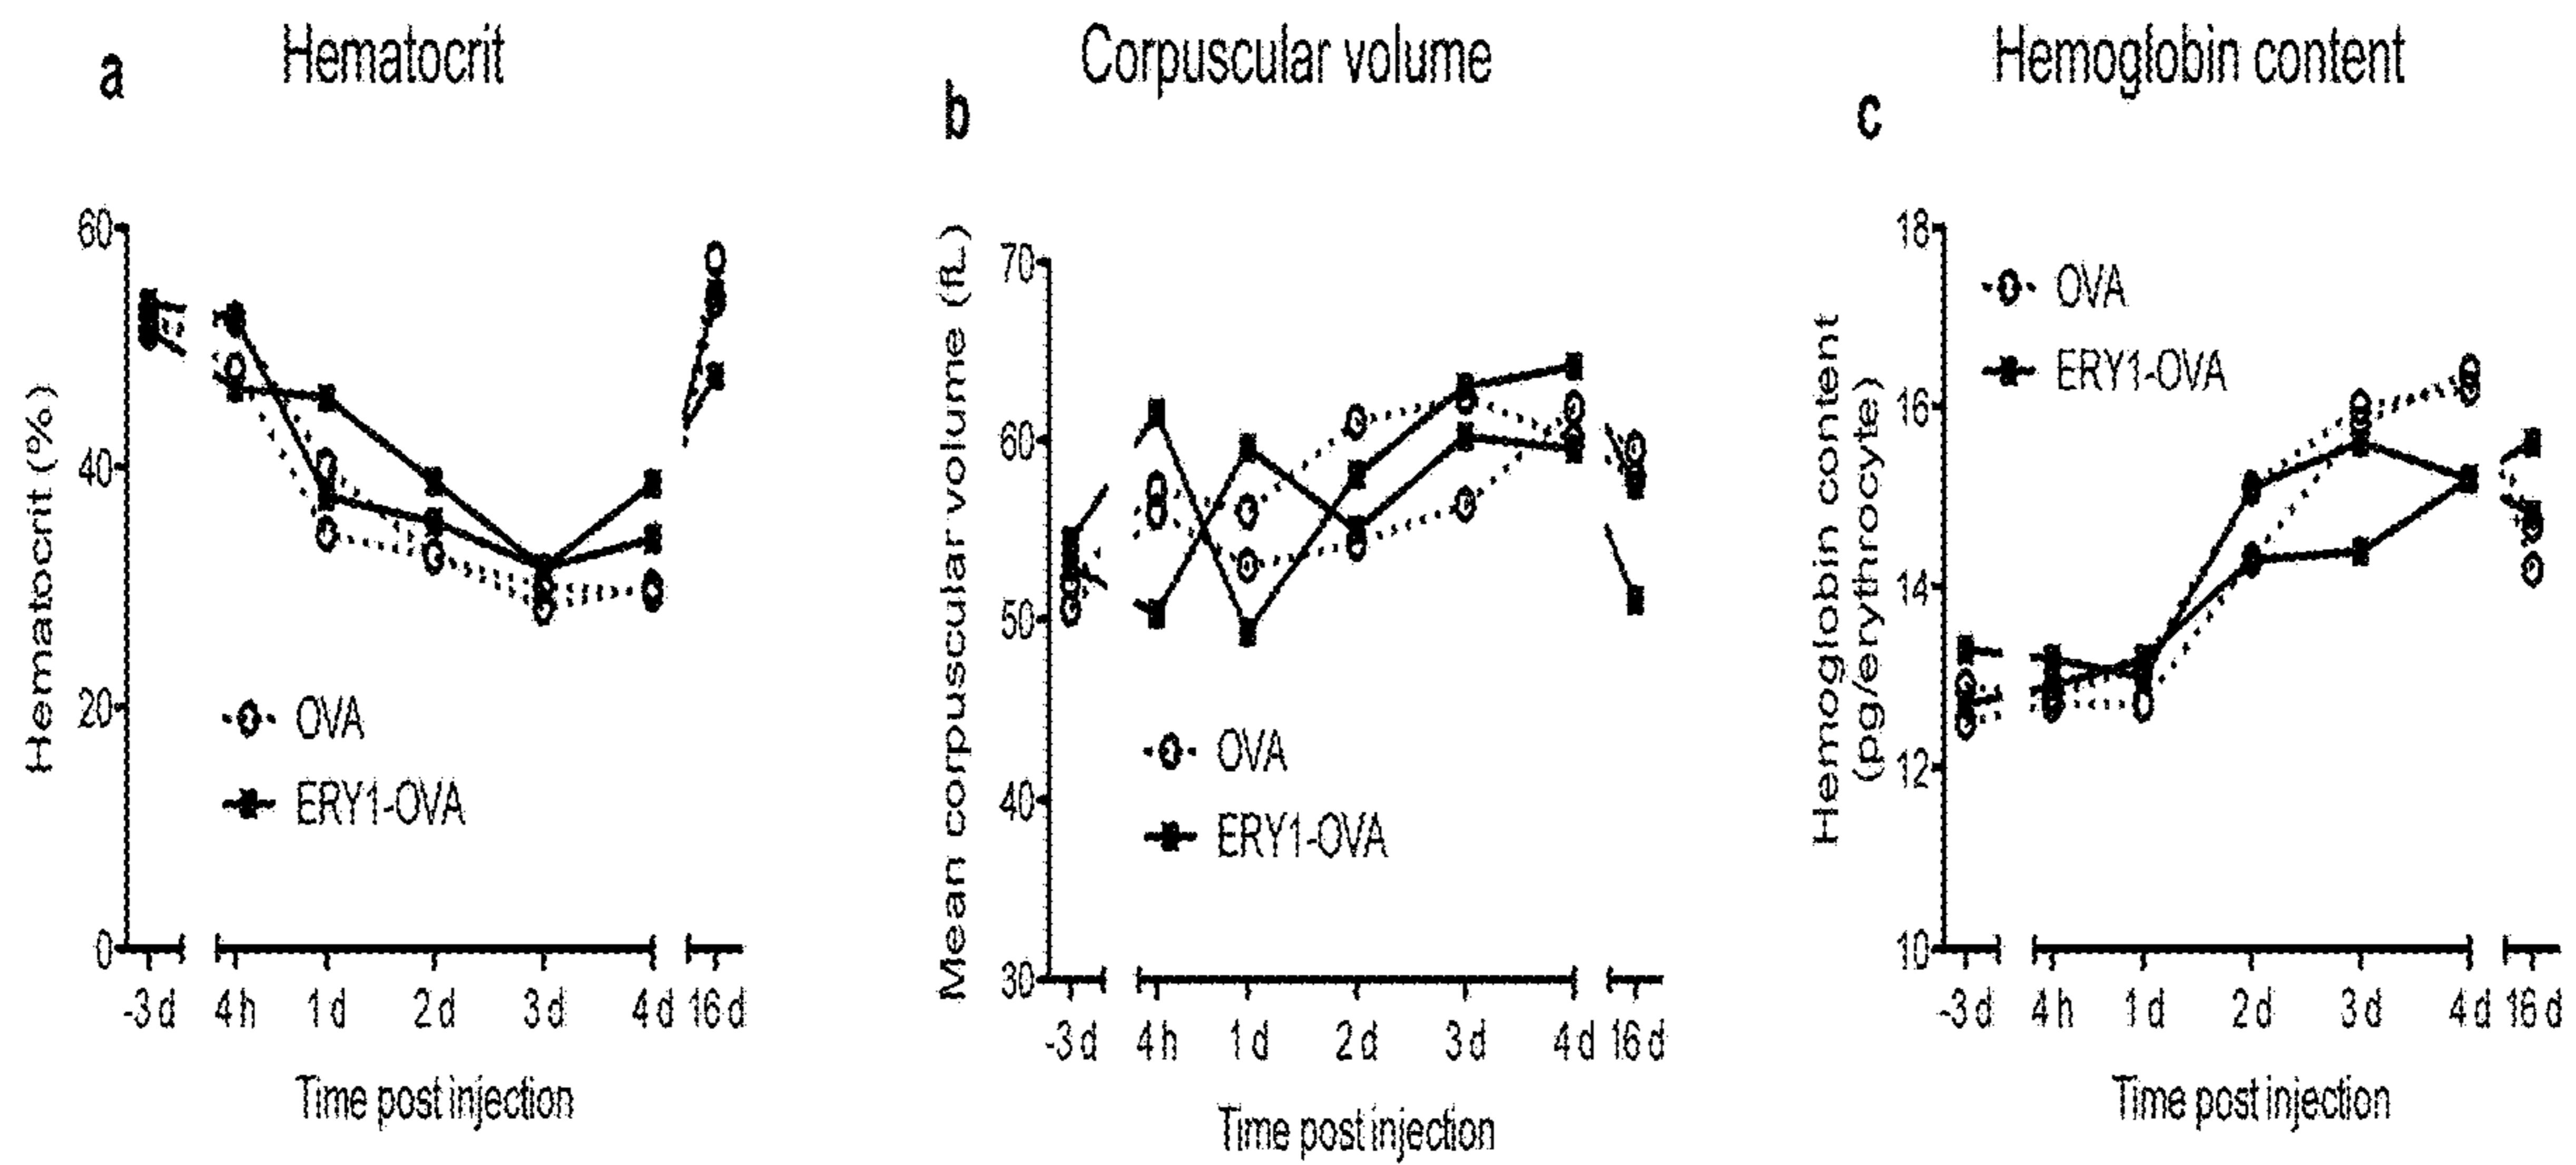 a Hematocrit
Hematocrit (%)
60
40
20
0
OVA
ERY1-OVA
-3 d 4 h 1 d 2 d 3 d 4 d 16 d
Time post injection
b Corpuscular volume
Mean corpuscular volume (fL)
70
60
50
40
30
OVA
ERY1-OVA
-3 d 4 h 1 d 2 d 3 d 4 d 16 d
Time post injection
c Hemoglobin content
Hemoglobin content
(pg/erythrocyte)
18
16
14
12
10
OVA
ERY1-OVA
-3 d 4 h 1 d 2 d 3 d 4 d 16 d
Time post injection